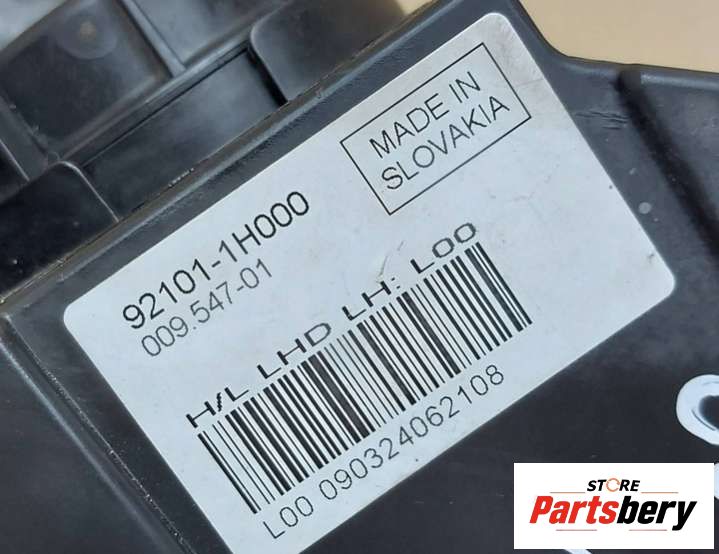 MADE IN
SLOVAKIA
92101-1H000
009.547-01
H/L LHD LH: L00
L00 090324062108
STORE
Partsbery